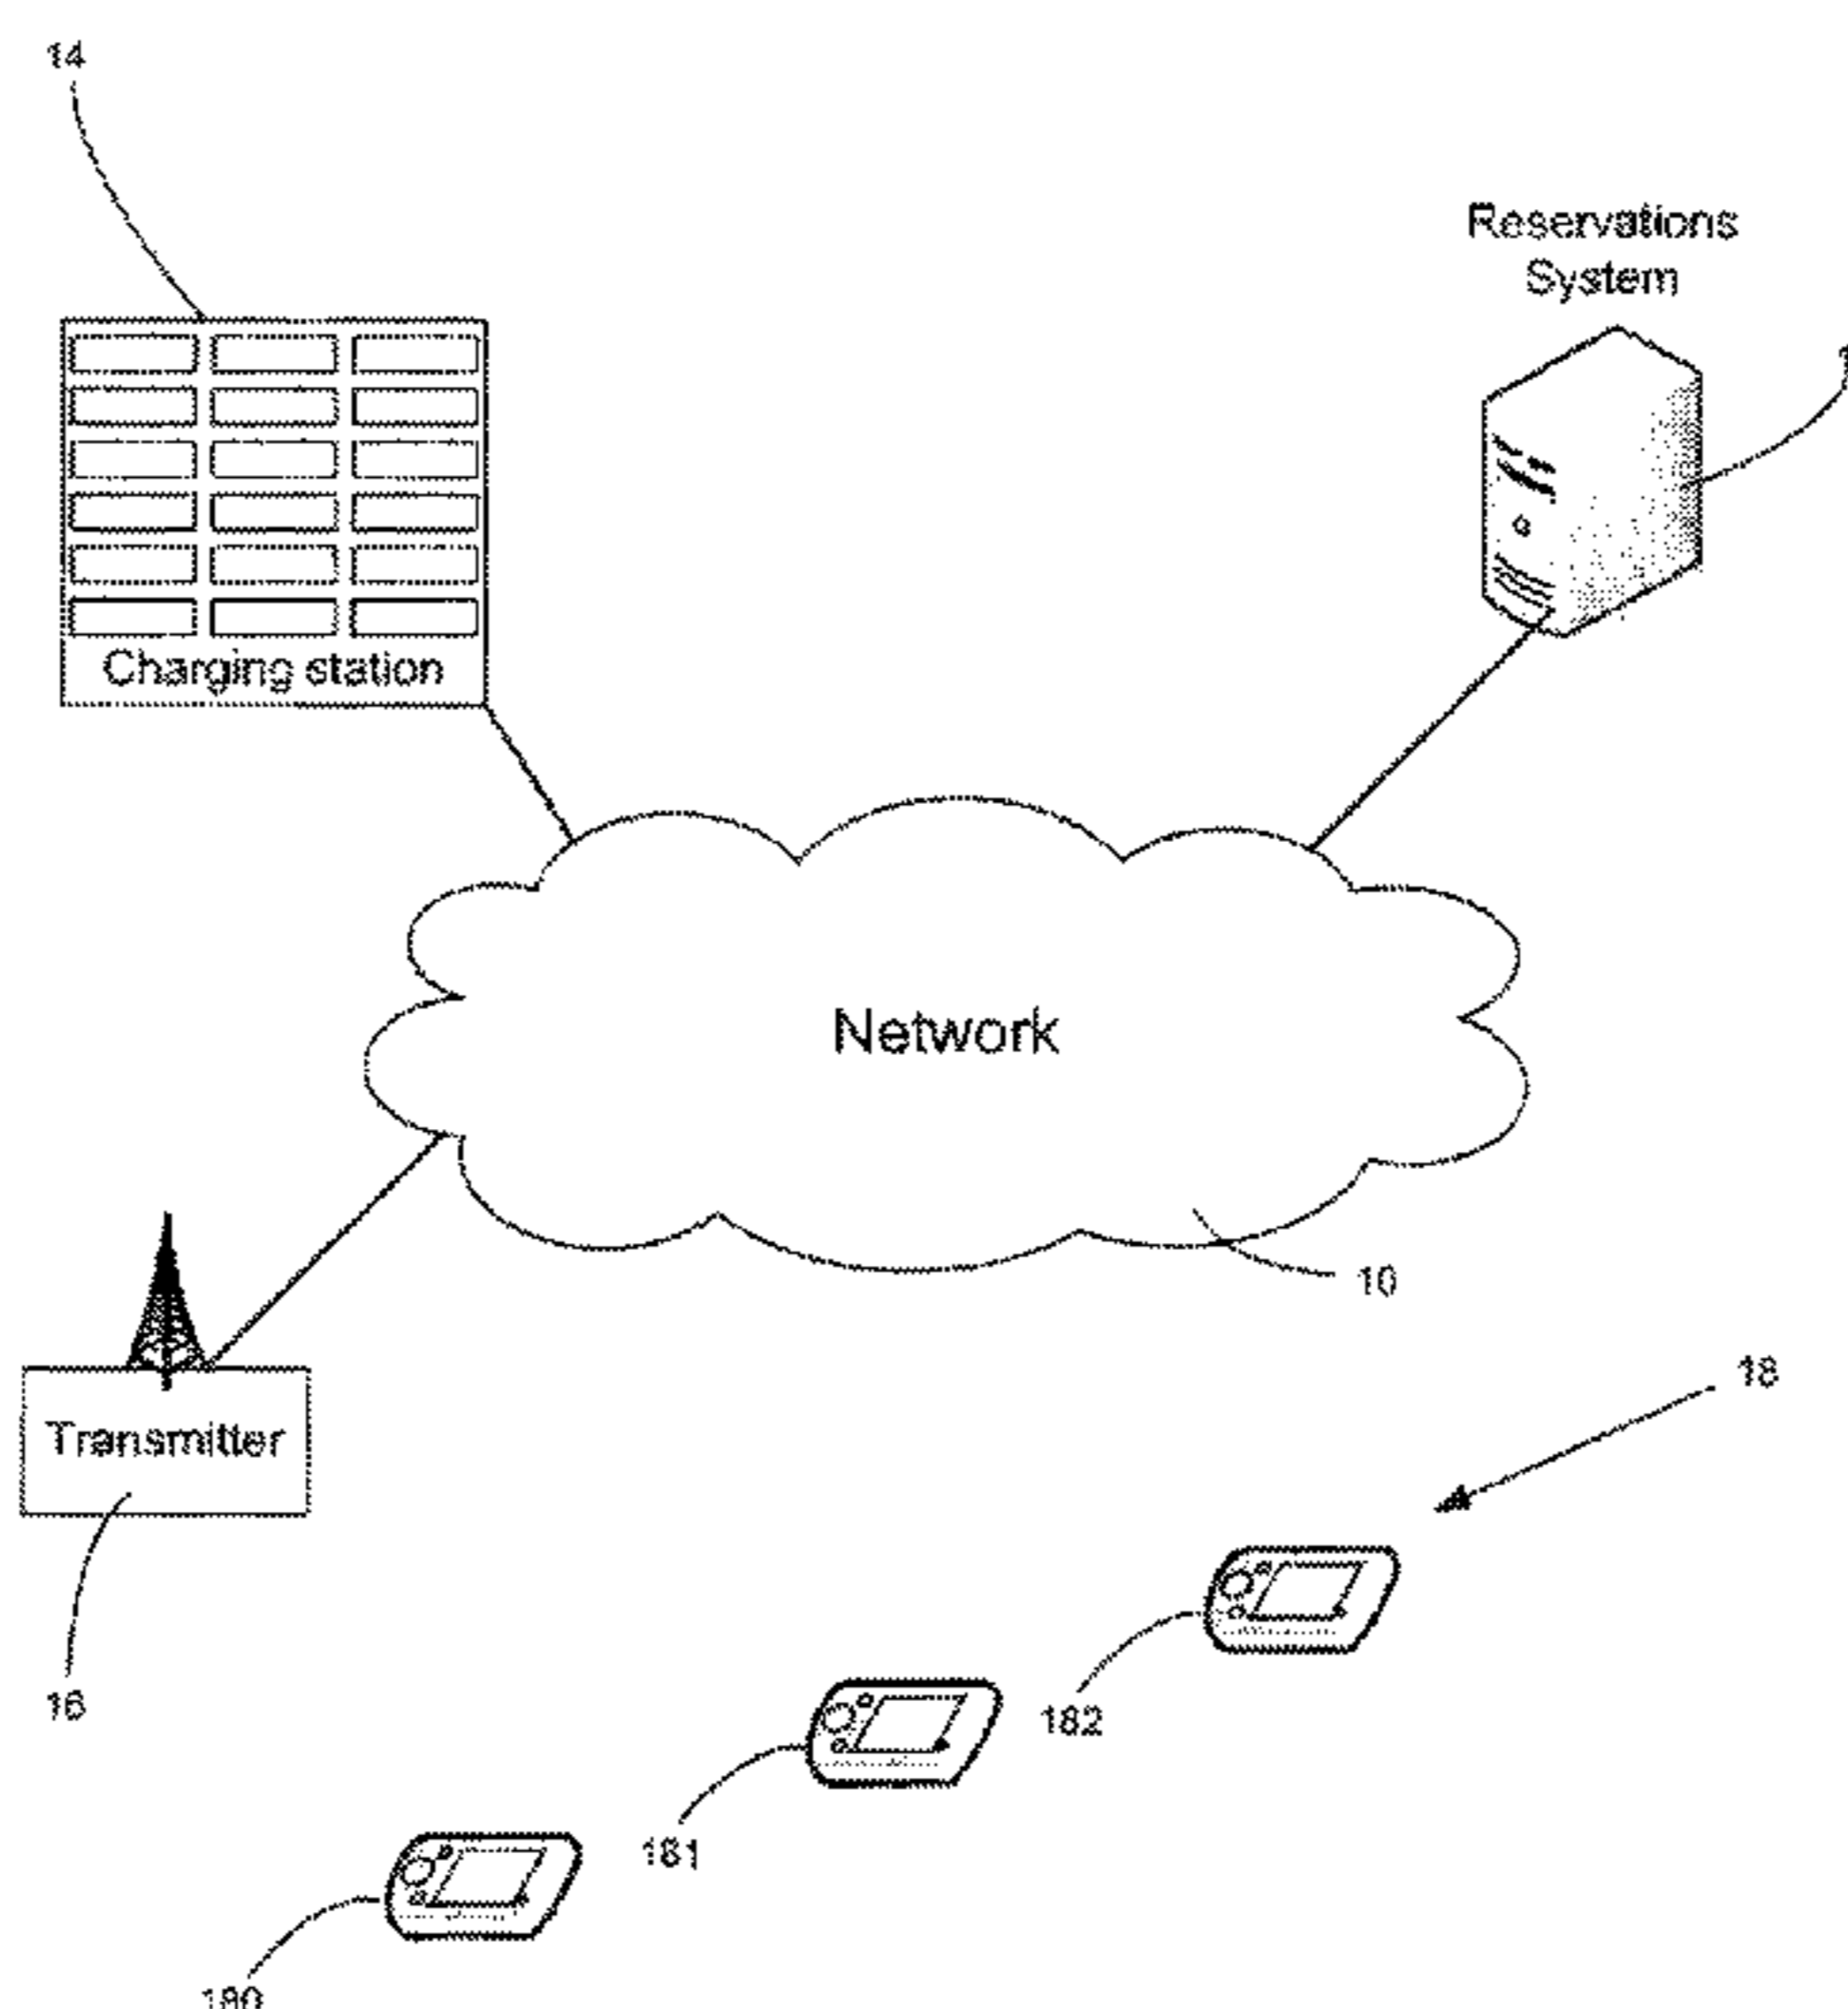 14
Reservations
System
Charging station
Network
10
18
Transmitter
16
182
181
180